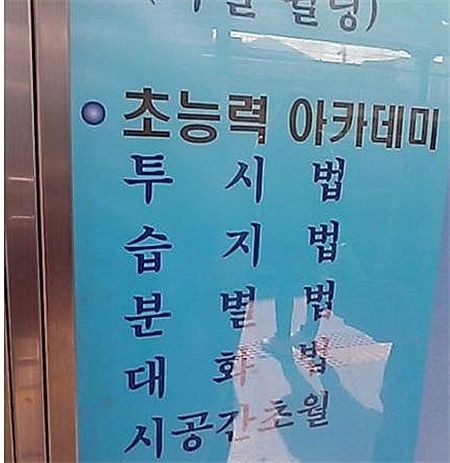 초능력 아카데미
투 시 법
습 지 법
분 별 법
대 화 법
시공간초월